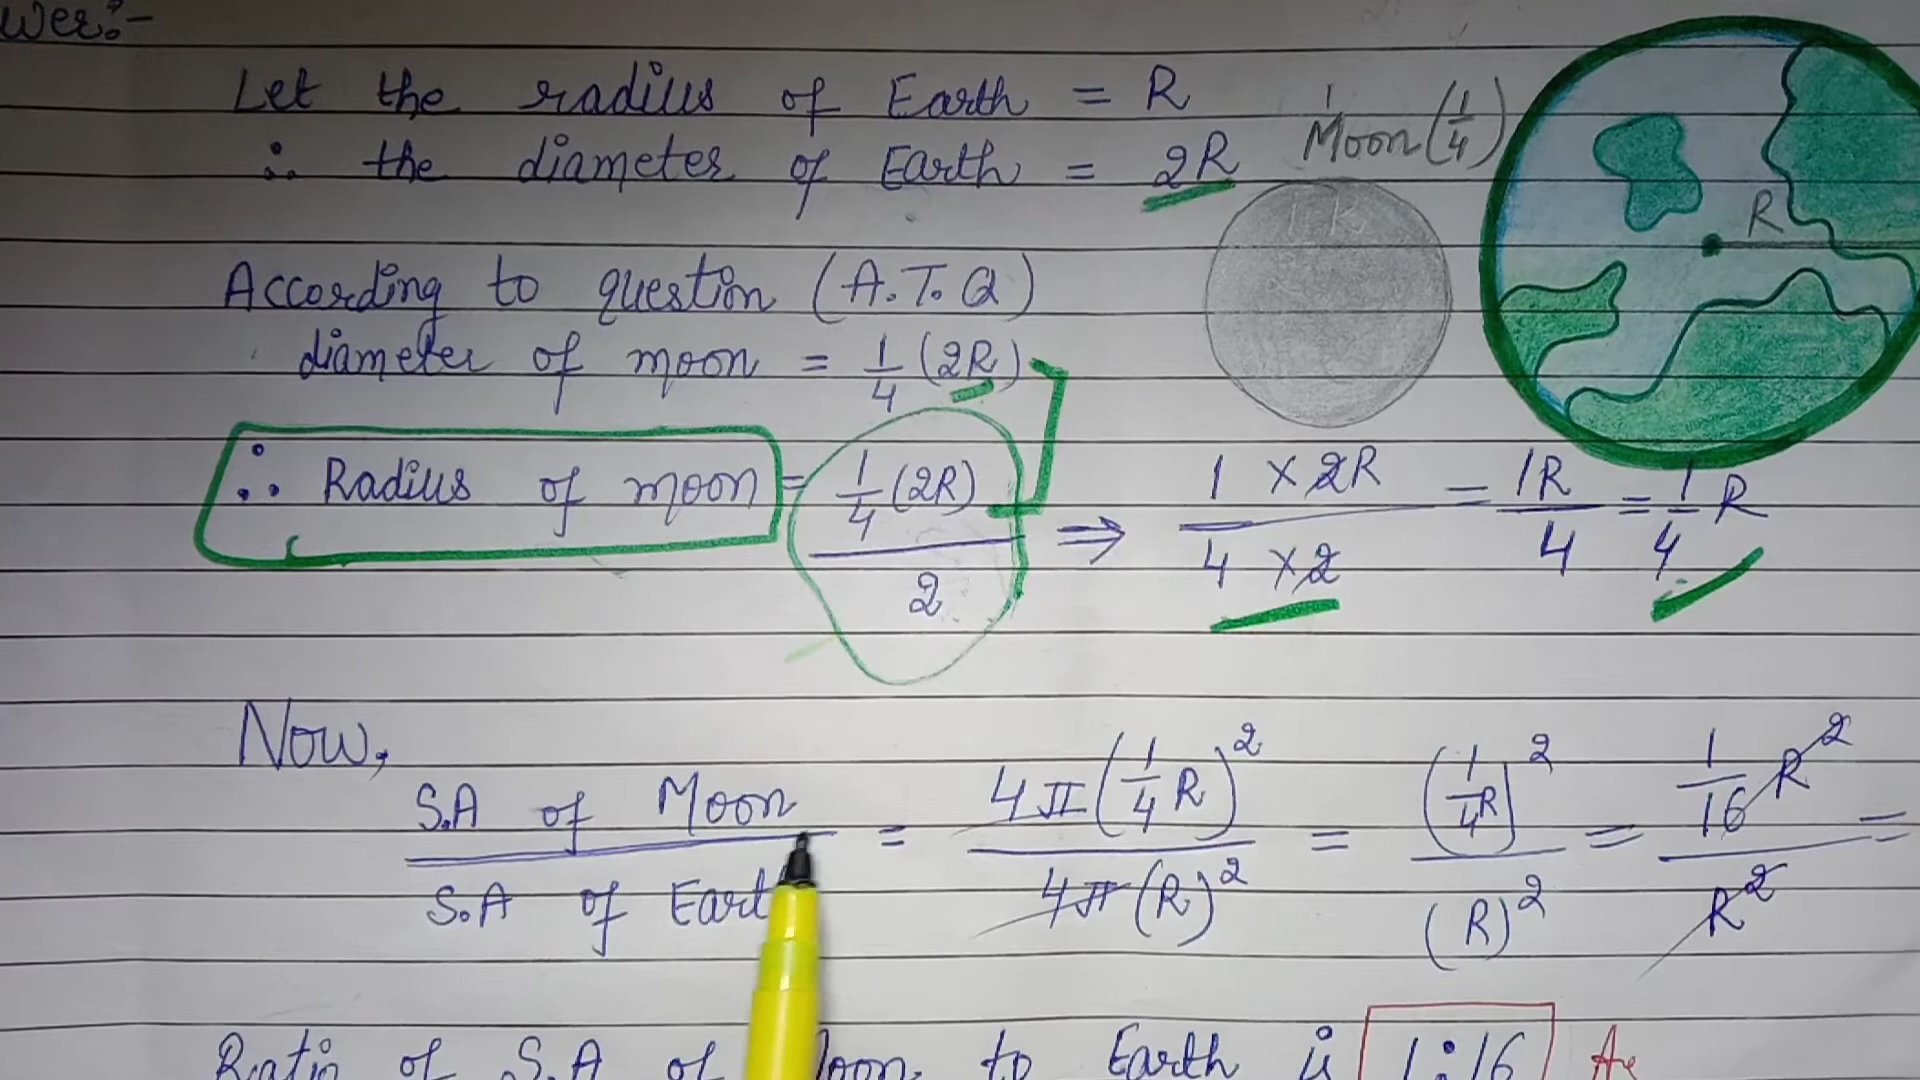 wer:-
Let the radius of Earth = R
∴ the diameter of Earth = 2R
Moon (1/4)
R
According to question (A.T.Q)
diameter of moon = 1/4 (2R)
∴ Radius of moon = (1/4 (2R))/2 ⇒ (1 × 2R)/(4 × 2) = 1R/4 = 1/4 R
Now,
S.A of Moon / S.A of Eart = 4π(1/4 R)² / 4π(R)² = (1/4 R)² / (R)² = 1/16 R² / R² =
Ratio of S.A of Moon to Earth is 1:16